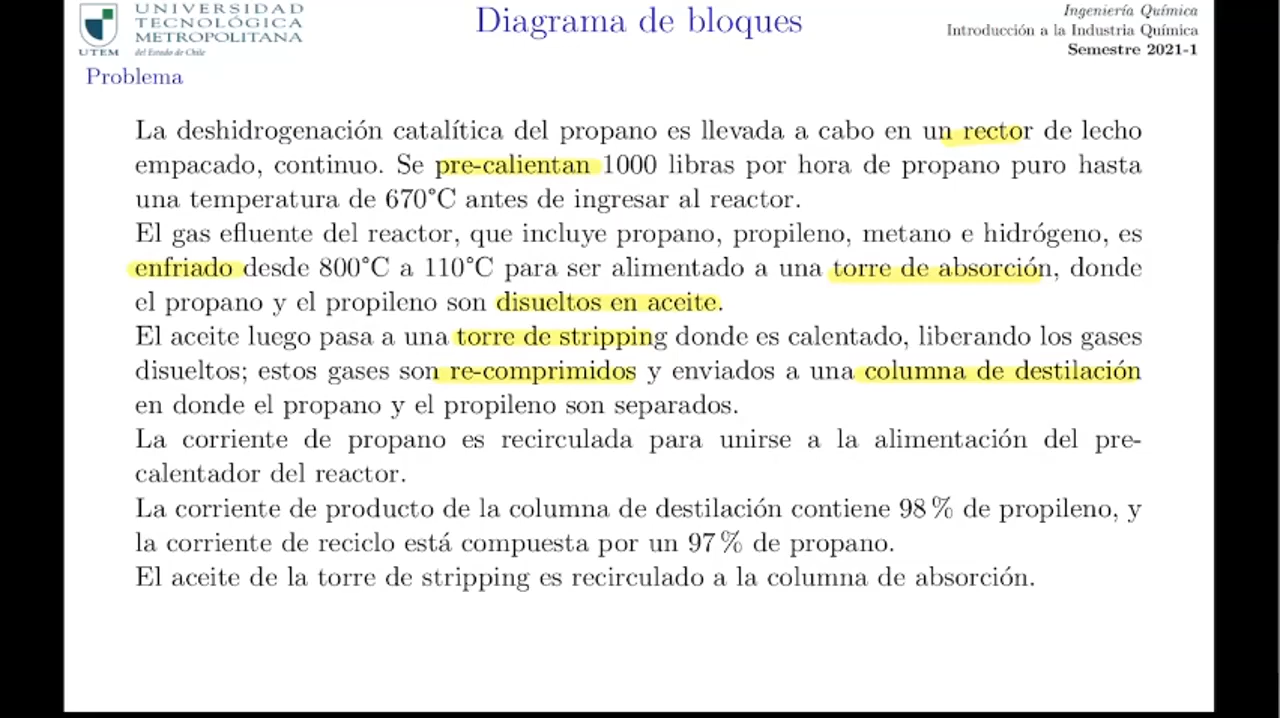 UNIVERSIDAD
TECNOLÓGICA
METROPOLITANA
UTEM
del Estado de Chile
Diagrama de bloques
Ingeniería Química
Introducción a la Industria Química
Semestre 2021-1
Problema
La deshidrogenación catalítica del propano es llevada a cabo en un rector de lecho
empacado, continuo. Se pre-calientan 1000 libras por hora de propano puro hasta
una temperatura de 670°C antes de ingresar al reactor.
El gas efluente del reactor, que incluye propano, propileno, metano e hidrógeno, es
enfriado desde 800°C a 110°C para ser alimentado a una torre de absorción, donde
el propano y el propileno son disueltos en aceite.
El aceite luego pasa a una torre de stripping donde es calentado, liberando los gases
disueltos; estos gases son re-comprimidos y enviados a una columna de destilación
en donde el propano y el propileno son separados.
La corriente de propano es recirculada para unirse a la alimentación del pre-
calentador del reactor.
La corriente de producto de la columna de destilación contiene 98 % de propileno, y
la corriente de reciclo está compuesta por un 97 % de propano.
El aceite de la torre de stripping es recirculado a la columna de absorción.